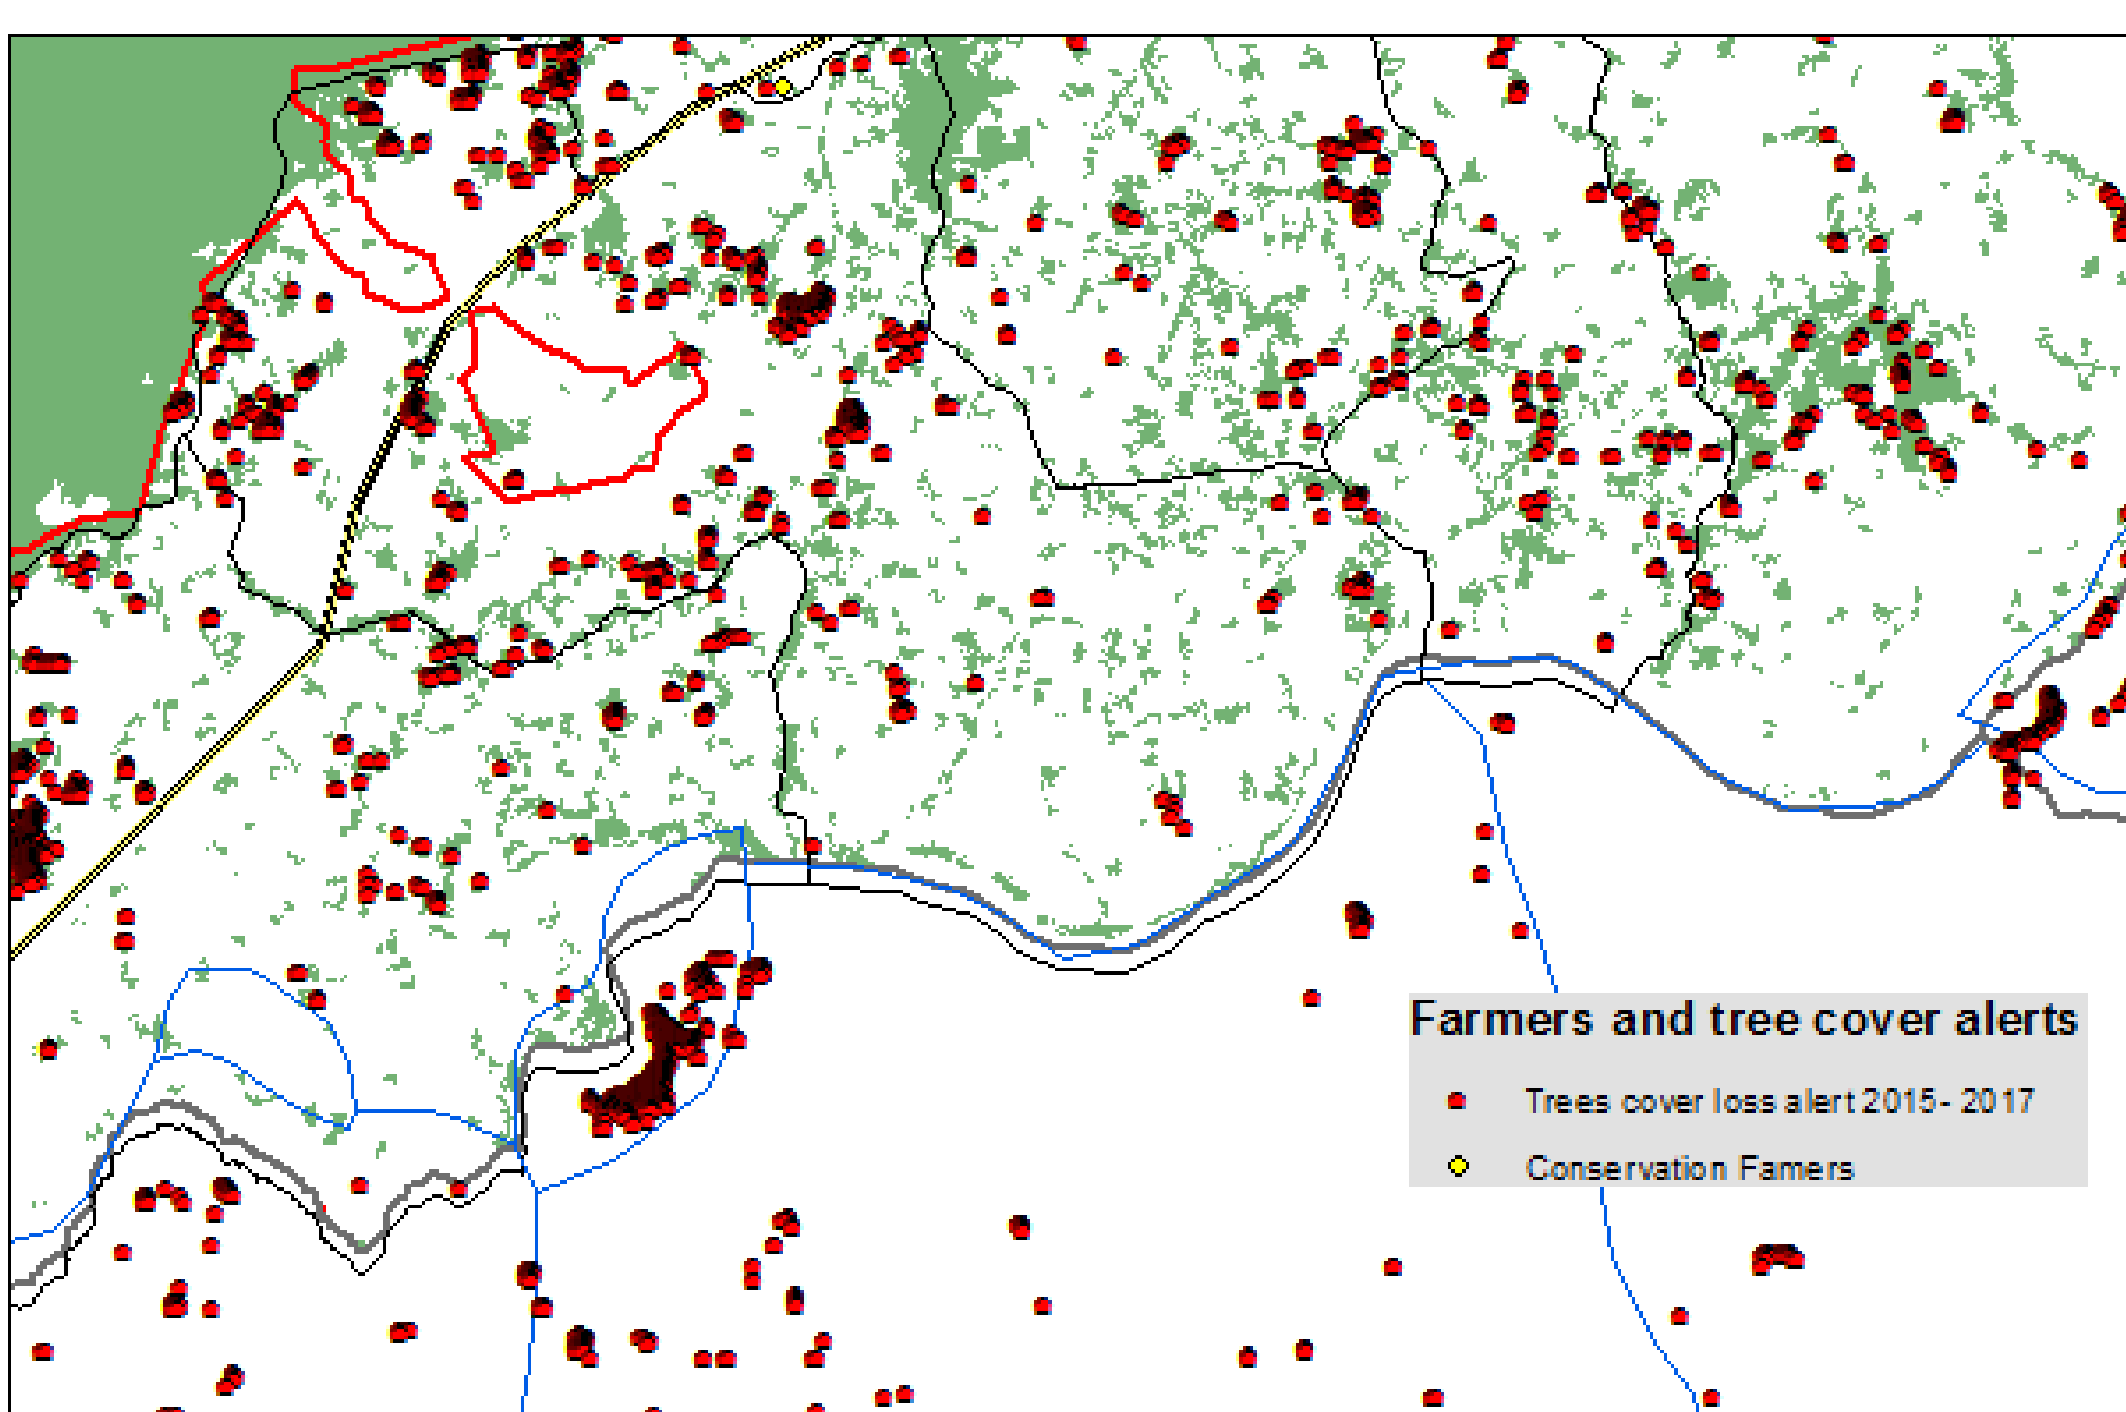 Farmers and tree cover alerts
Trees cover loss alert 2015- 2017
Conservation Famers